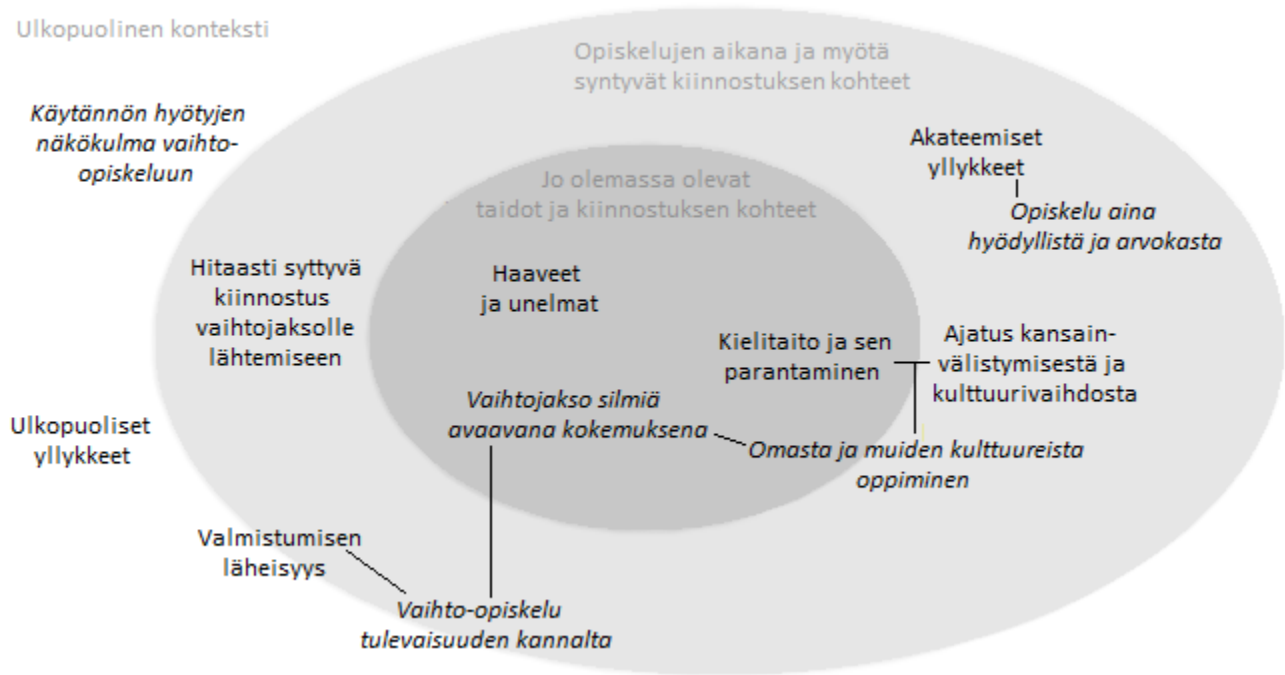 Ulkopuolinen konteksti
Opiskelujen aikana ja myötä
syntyvät kiinnostuksen kohteet
Käytännön hyötyjen
näkökulma vaihto-
opiskeluun
Akateemiset
yllykkeet
Opiskelu aina
hyödyllistä ja arvokasta
Jo olemassa olevat
taidot ja kiinnostuksen kohteet
Hitaasti syttyvä
kiinnostus
vaihtojaksolle
lähtemiseen
Haaveet
ja unelmat
Kielitaito ja sen
parantaminen
Ajatus kansain-
välistymisestä ja
kulttuurivaihdosta
Vaihtojakso silmiä
avaavana kokemuksena
Omasta ja muiden kulttuureista
oppiminen
Ulkopuoliset
yllykkeet
Valmistumisen
läheisyys
Vaihto-opiskelu
tulevaisuuden kannalta